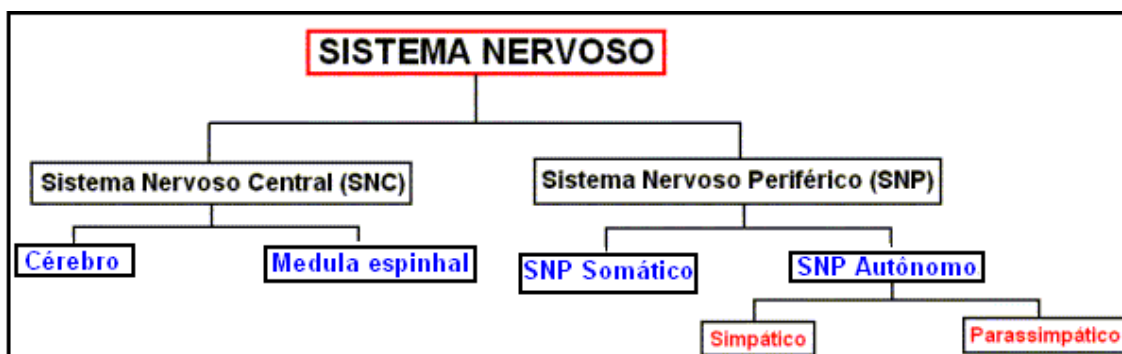 SISTEMA NERVOSO
Sistema Nervoso Central (SNC)
Sistema Nervoso Periférico (SNP)
Cérebro
Medula espinhal
SNP Somático
SNP Autônomo
Simpático
Parassimpático